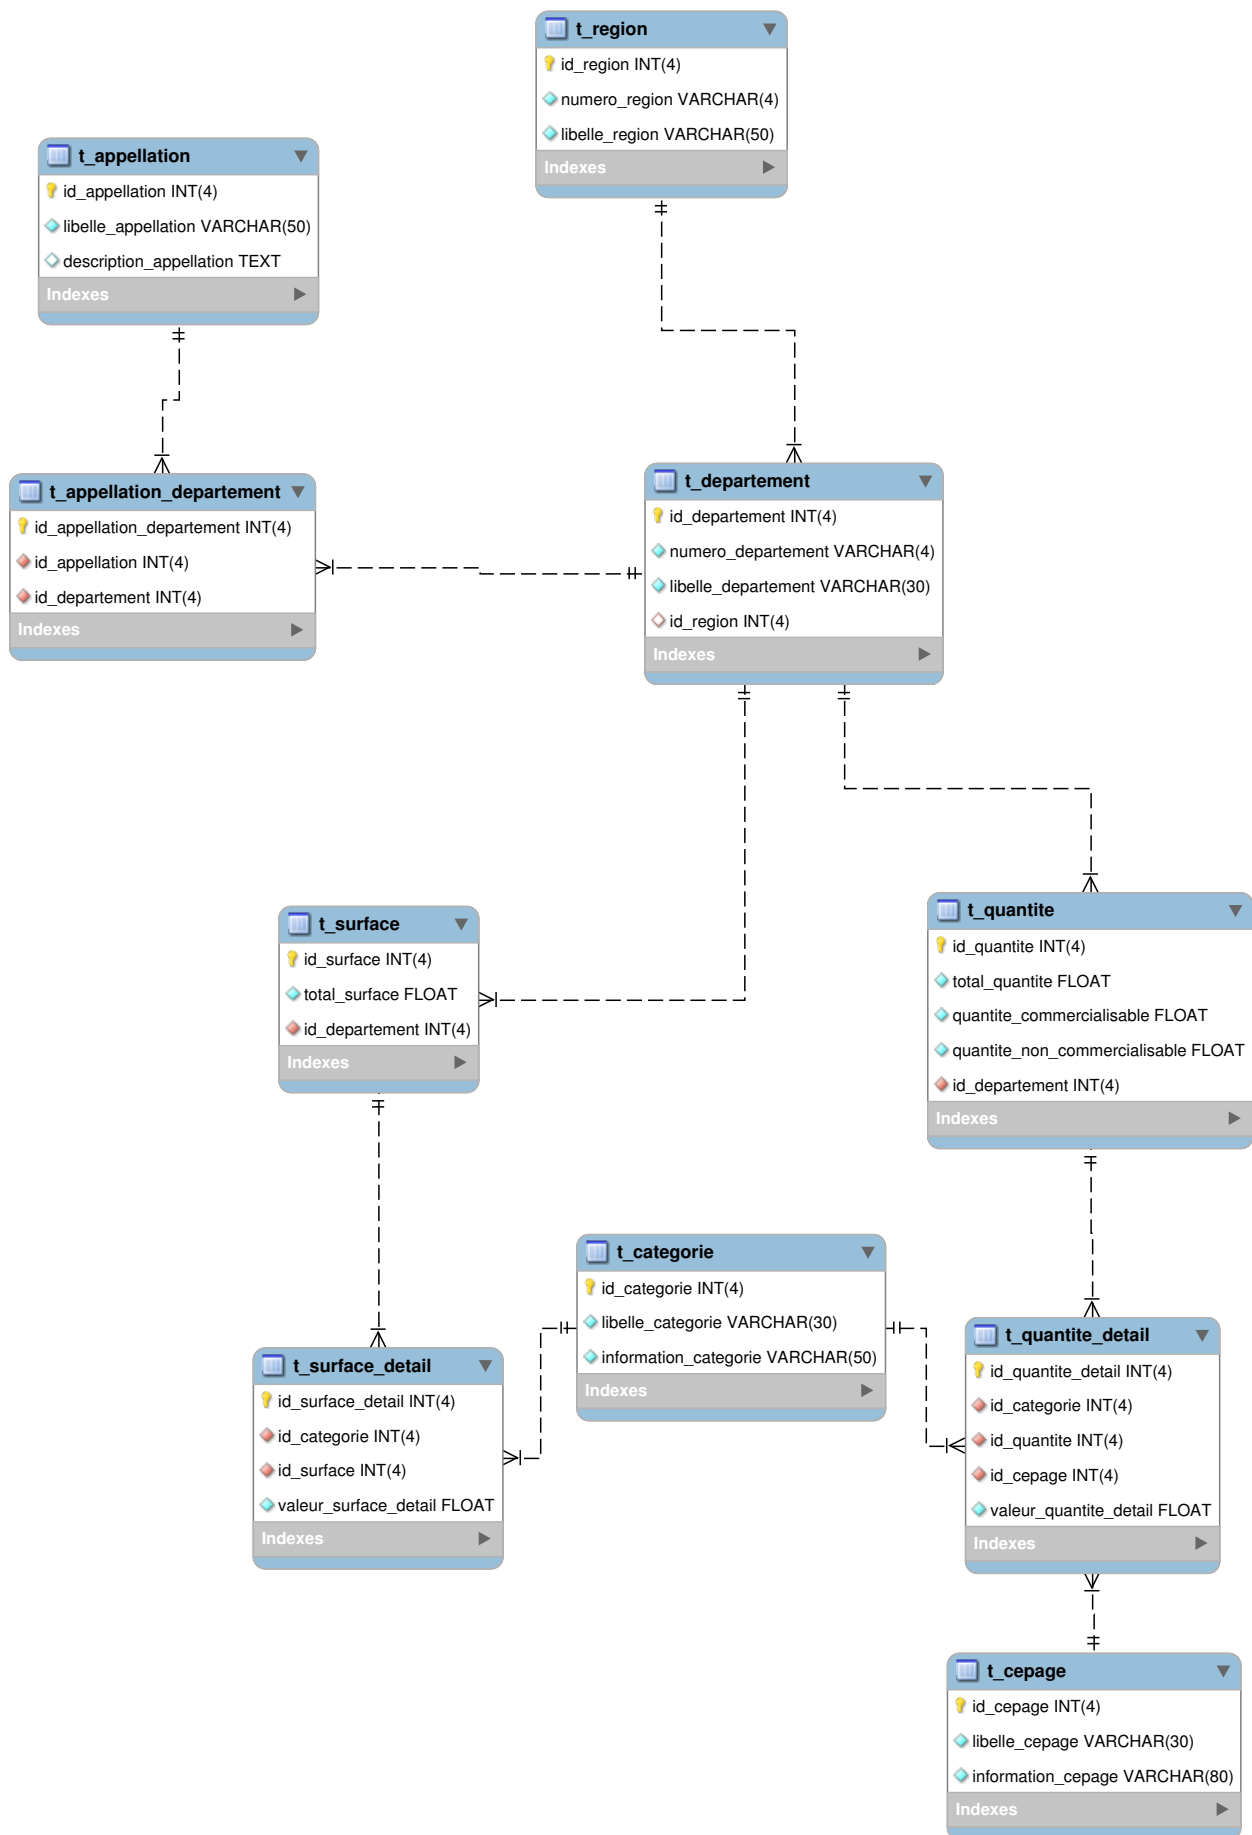 t_region
id_region INT(4)
numero_region VARCHAR(4)
libelle_region VARCHAR(50)
Indexes
t_appellation
id_appellation INT(4)
libelle_appellation VARCHAR(50)
description_appellation TEXT
Indexes
t_appellation_departement
id_appellation_departement INT(4)
id_appellation INT(4)
id_departement INT(4)
Indexes
t_departement
id_departement INT(4)
numero_departement VARCHAR(4)
libelle_departement VARCHAR(30)
id_region INT(4)
Indexes
t_surface
id_surface INT(4)
total_surface FLOAT
id_departement INT(4)
Indexes
t_quantite
id_quantite INT(4)
total_quantite FLOAT
quantite_commercialisable FLOAT
quantite_non_commercialisable FLOAT
id_departement INT(4)
Indexes
t_categorie
id_categorie INT(4)
libelle_categorie VARCHAR(30)
information_categorie VARCHAR(50)
Indexes
t_surface_detail
id_surface_detail INT(4)
id_categorie INT(4)
id_surface INT(4)
valeur_surface_detail FLOAT
Indexes
t_quantite_detail
id_quantite_detail INT(4)
id_categorie INT(4)
id_quantite INT(4)
id_cepage INT(4)
valeur_quantite_detail FLOAT
Indexes
t_cepage
id_cepage INT(4)
libelle_cepage VARCHAR(30)
information_cepage VARCHAR(80)
Indexes